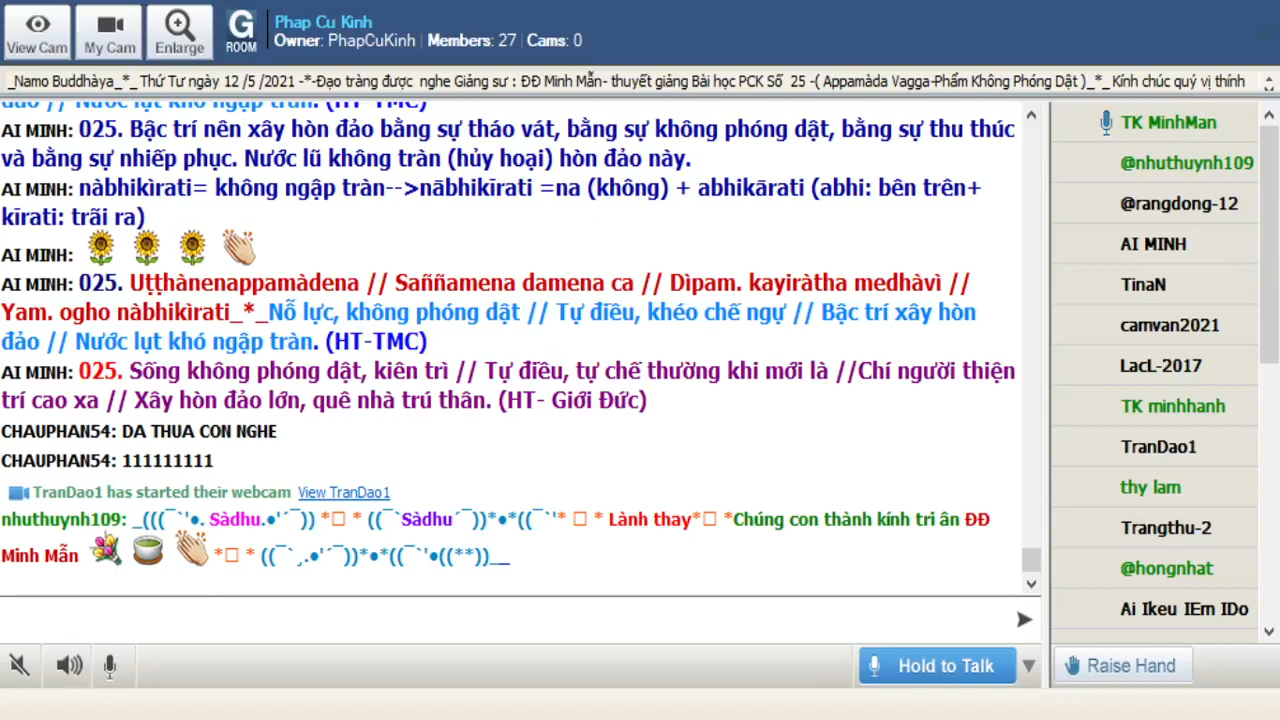 View Cam
My Cam
Enlarge
G
ROOM
Phap Cu Kinh
Owner: PhapCuKinh | Members: 27 | Cams: 0
_Namo Buddhàya_*_ Thứ Tư ngày 12 /5 /2021 -*-Đạo tràng được nghe Giảng sư : ĐĐ Minh Mẫn- thuyết giảng Bài học PCK Số 25 -( Appamàda Vagga-Phẩm Không Phóng Dật )_*_ Kính chúc quý vị thính
đảo // Nước lụt khó ngập tràn. (HT-TMC)
AI MINH: 025. Bậc trí nên xây hòn đảo bằng sự tháo vát, bằng sự không phóng dật, bằng sự thu thúc
và bằng sự nhiếp phục. Nước lũ không tràn (hủy hoại) hòn đảo này.
AI MINH: nàbhikìrati= không ngập tràn-->nābhikīrati =na (không) + abhikārati (abhi: bên trên+
kīrati: trãi ra)
AI MINH:
AI MINH: 025. Uṭṭhànenappamàdena // Saññamena damena ca // Dìpam. kayiràtha medhàvì //
Yam. ogho nàbhikìrati_*_Nỗ lực, không phóng dật // Tự điều, khéo chế ngự // Bậc trí xây hòn
đảo // Nước lụt khó ngập tràn. (HT-TMC)
AI MINH: 025. Sống không phóng dật, kiên trì // Tự điều, tự chế thường khi mới là //Chí người thiện
trí cao xa // Xây hòn đảo lớn, quê nhà trú thân. (HT- Giới Đức)
CHAUPHAN54: DA THUA CON NGHE
CHAUPHAN54: 111111111
TranDao1 has started their webcam View TranDao1
nhuthuynh109: _(((¯`'●. Sàdhu.●'´¯)) *□ * ((¯`Sàdhu´¯))*●*((¯`'* □ * Lành thay*□ *Chúng con thành kính tri ân ĐĐ
Minh Mẫn *□ * ((¯`¸.●'´¯))*●*((¯`'●((**))__
Hold to Talk
TK MinhMan
@nhuthuynh109
@rangdong-12
AI MINH
TinaN
camvan2021
LacL-2017
TK minhhanh
TranDao1
thy lam
Trangthu-2
@hongnhat
Ai Ikeu IEm IDo
Raise Hand